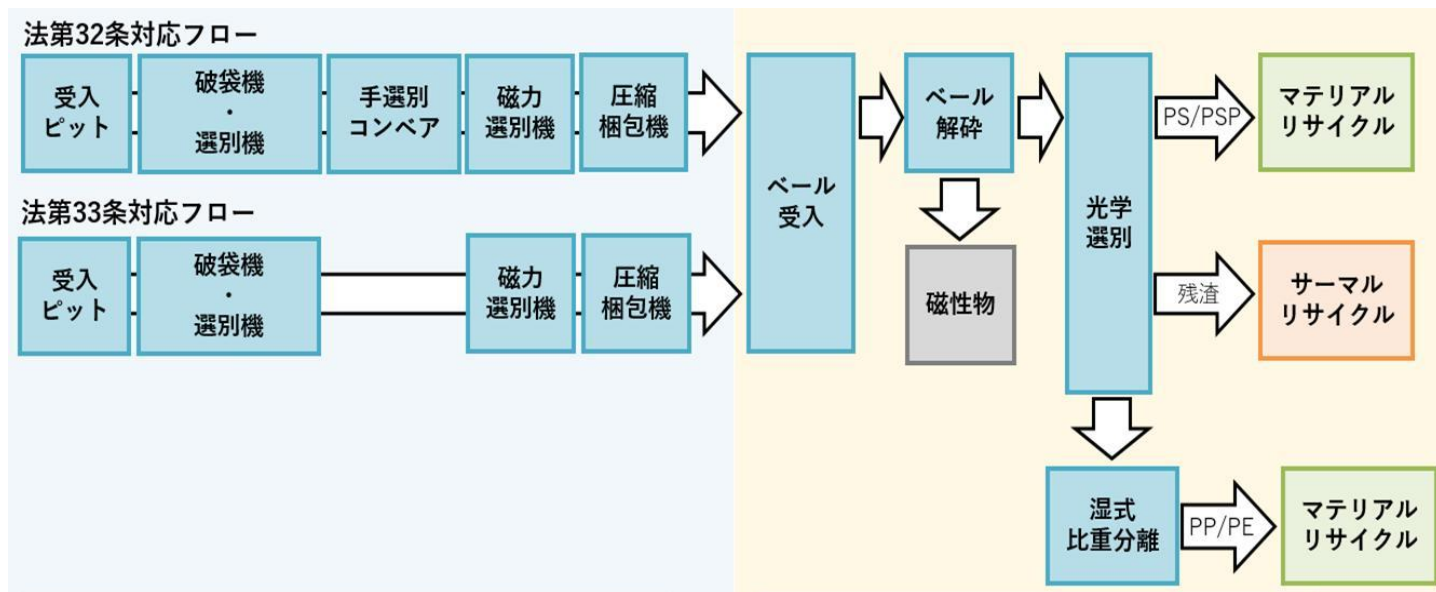 法第32条対応フロー
受入
ピット
破袋機
・
選別機
手選別
コンベア
磁力
選別機
圧縮
梱包機
法第33条対応フロー
受入
ピット
破袋機
・
選別機
磁力
選別機
圧縮
梱包機
ベール
受入
ベール
解砕
磁性物
光学
選別
PS/PSP
マテリアル
リサイクル
残渣
サーマル
リサイクル
湿式
比重分離
PP/PE
マテリアル
リサイクル